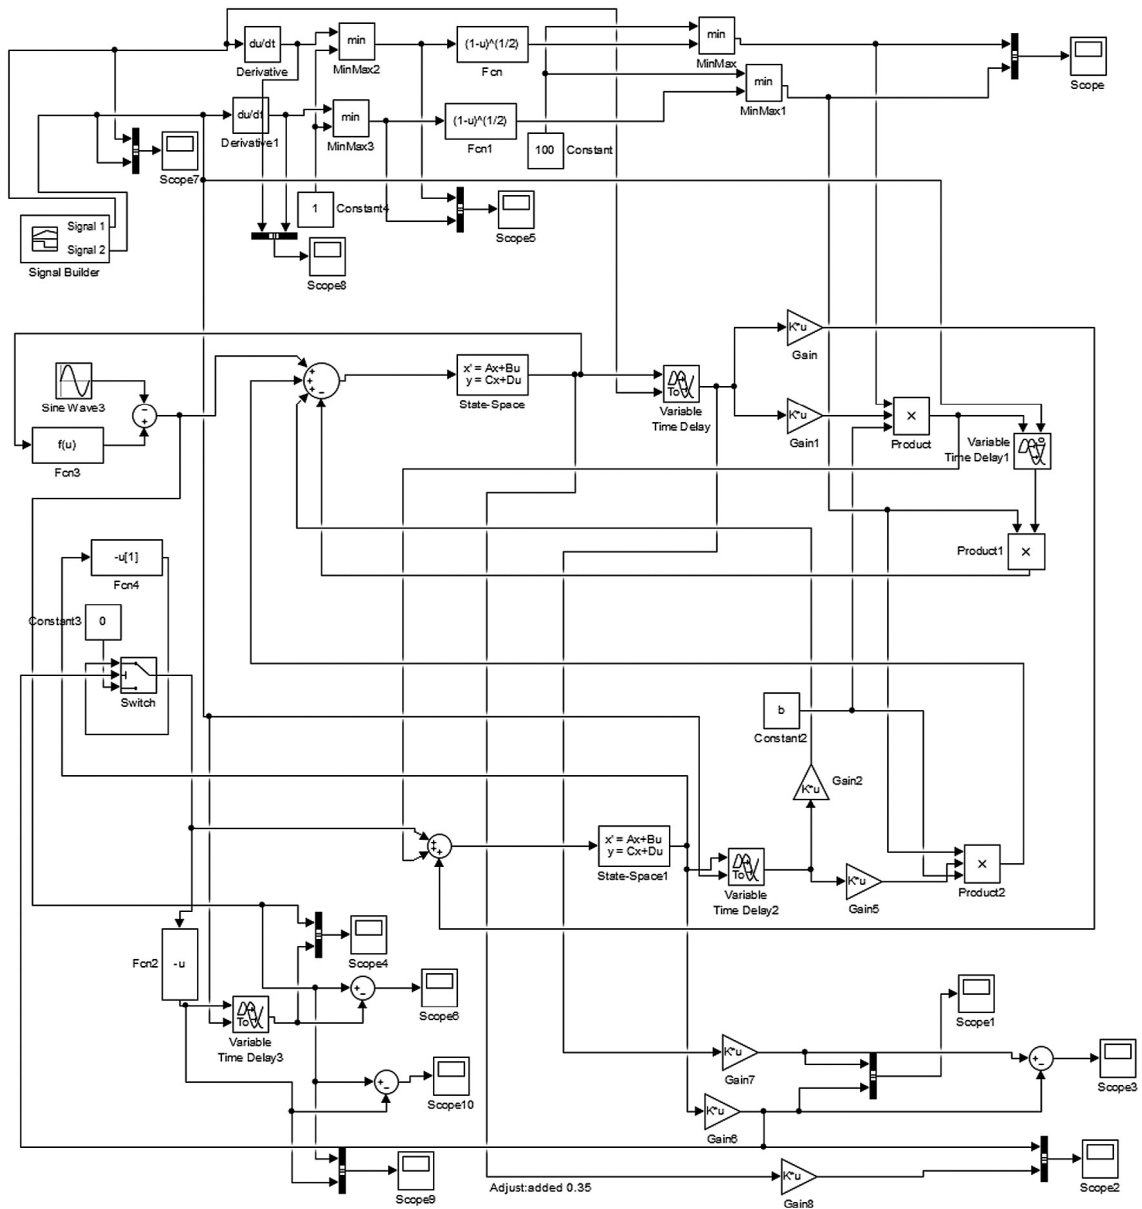 du/dt
Derivative
min
MinMax2
(1-u)^(1/2)
Fcn
min
MinMax
Scope
du/dt
Derivative1
min
MinMax3
(1-u)^(1/2)
Fcn1
min
MinMax1
100
Constant
Scope7
1
Constant4
Scope5
Signal 1
Signal 2
Signal Builder
Scope8
K*u
Gain
Sine Wave3
x' = Ax+Bu
y = Cx+Du
State-Space
To
Variable
Time Delay
K*u
Gain1
×
Product
Variable
Time Delay1
f(u)
Fcn3
-u[1]
Fcn4
Product1
×
Constant3
0
Switch
b
Constant2
K*u
Gain2
x' = Ax+Bu
y = Cx+Du
State-Space1
To
Variable
Time Delay2
K*u
Gain5
×
Product2
Fcn2
-u
Scope4
To
Variable
Time Delay3
Scope6
Scope1
K*u
Gain7
Scope3
Scope10
K*u
Gain6
Scope9
Adjust:added 0.35
K*u
Gain8
Scope2